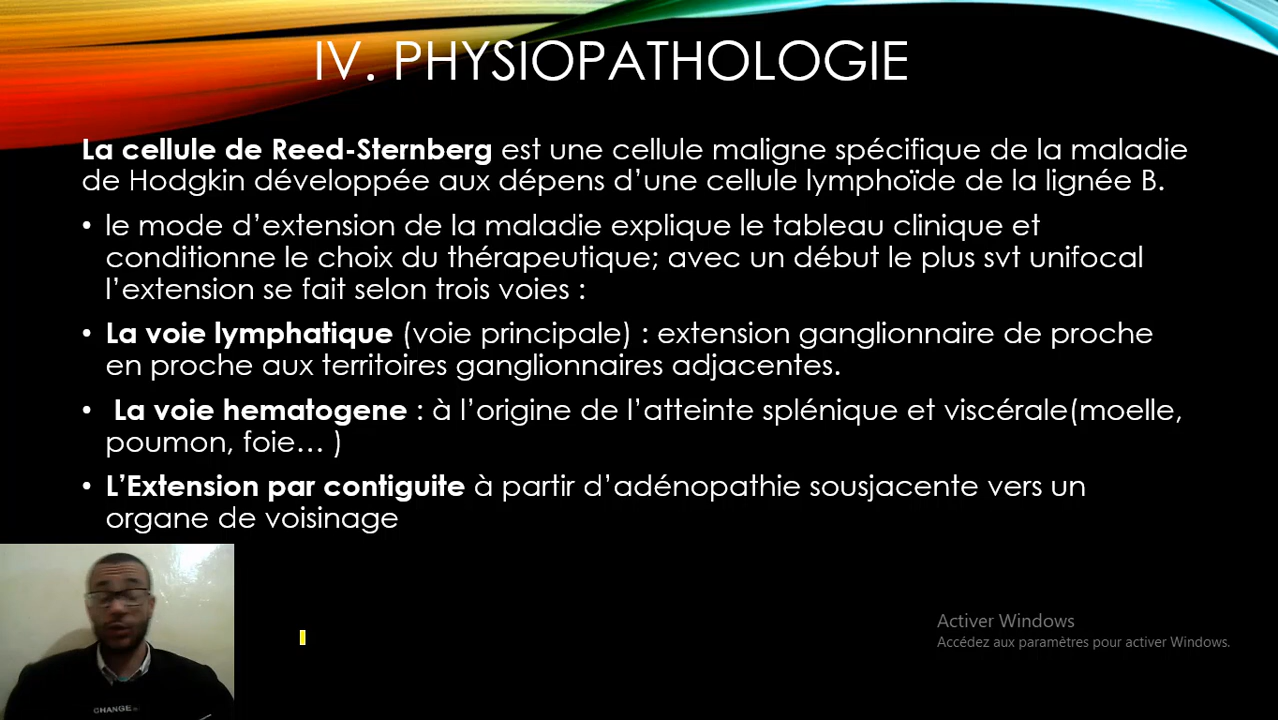 IV. PHYSIOPATHOLOGIE
La cellule de Reed-Sternberg est une cellule maligne spécifique de la maladie
de Hodgkin développée aux dépens d’une cellule lymphoïde de la lignée B.
• le mode d’extension de la maladie explique le tableau clinique et
conditionne le choix du thérapeutique; avec un début le plus svt unifocal
l’extension se fait selon trois voies :
• La voie lymphatique (voie principale) : extension ganglionnaire de proche
en proche aux territoires ganglionnaires adjacentes.
• La voie hematogene : à l’origine de l’atteinte splénique et viscérale(moelle,
poumon, foie… )
• L’Extension par contiguite à partir d’adénopathie sousjacente vers un
organe de voisinage
Activer Windows
Accédez aux paramètres pour activer Windows.
CHANGE